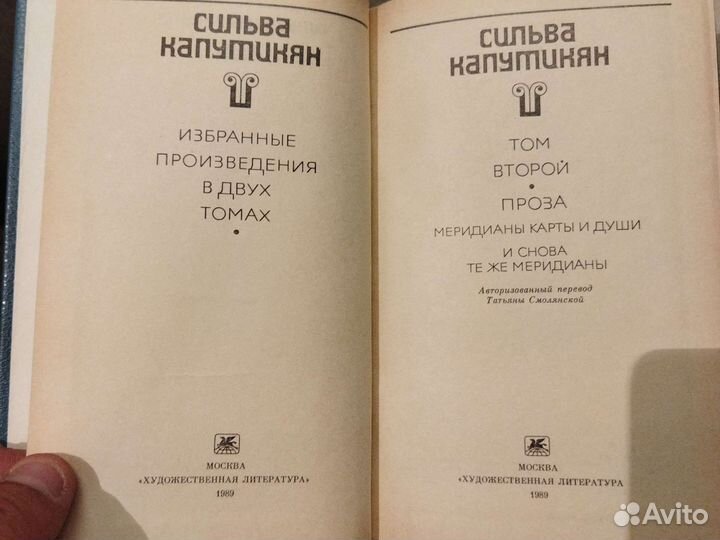 СИЛЬВА
КАПУТИКЯН
ИЗБРАННЫЕ
ПРОИЗВЕДЕНИЯ
В ДВУХ
ТОМАХ
МОСКВА
«ХУДОЖЕСТВЕННАЯ ЛИТЕРАТУРА»
1989
СИЛЬВА
КАПУТИКЯН
ТОМ
ВТОРОЙ
ПРОЗА
МЕРИДИАНЫ КАРТЫ И ДУШИ
И СНОВА
ТЕ ЖЕ МЕРИДИАНЫ
Авторизованный перевод
Татьяны Смолянской
МОСКВА
«ХУДОЖЕСТВЕННАЯ ЛИТЕРАТУРА»
1989
Avito